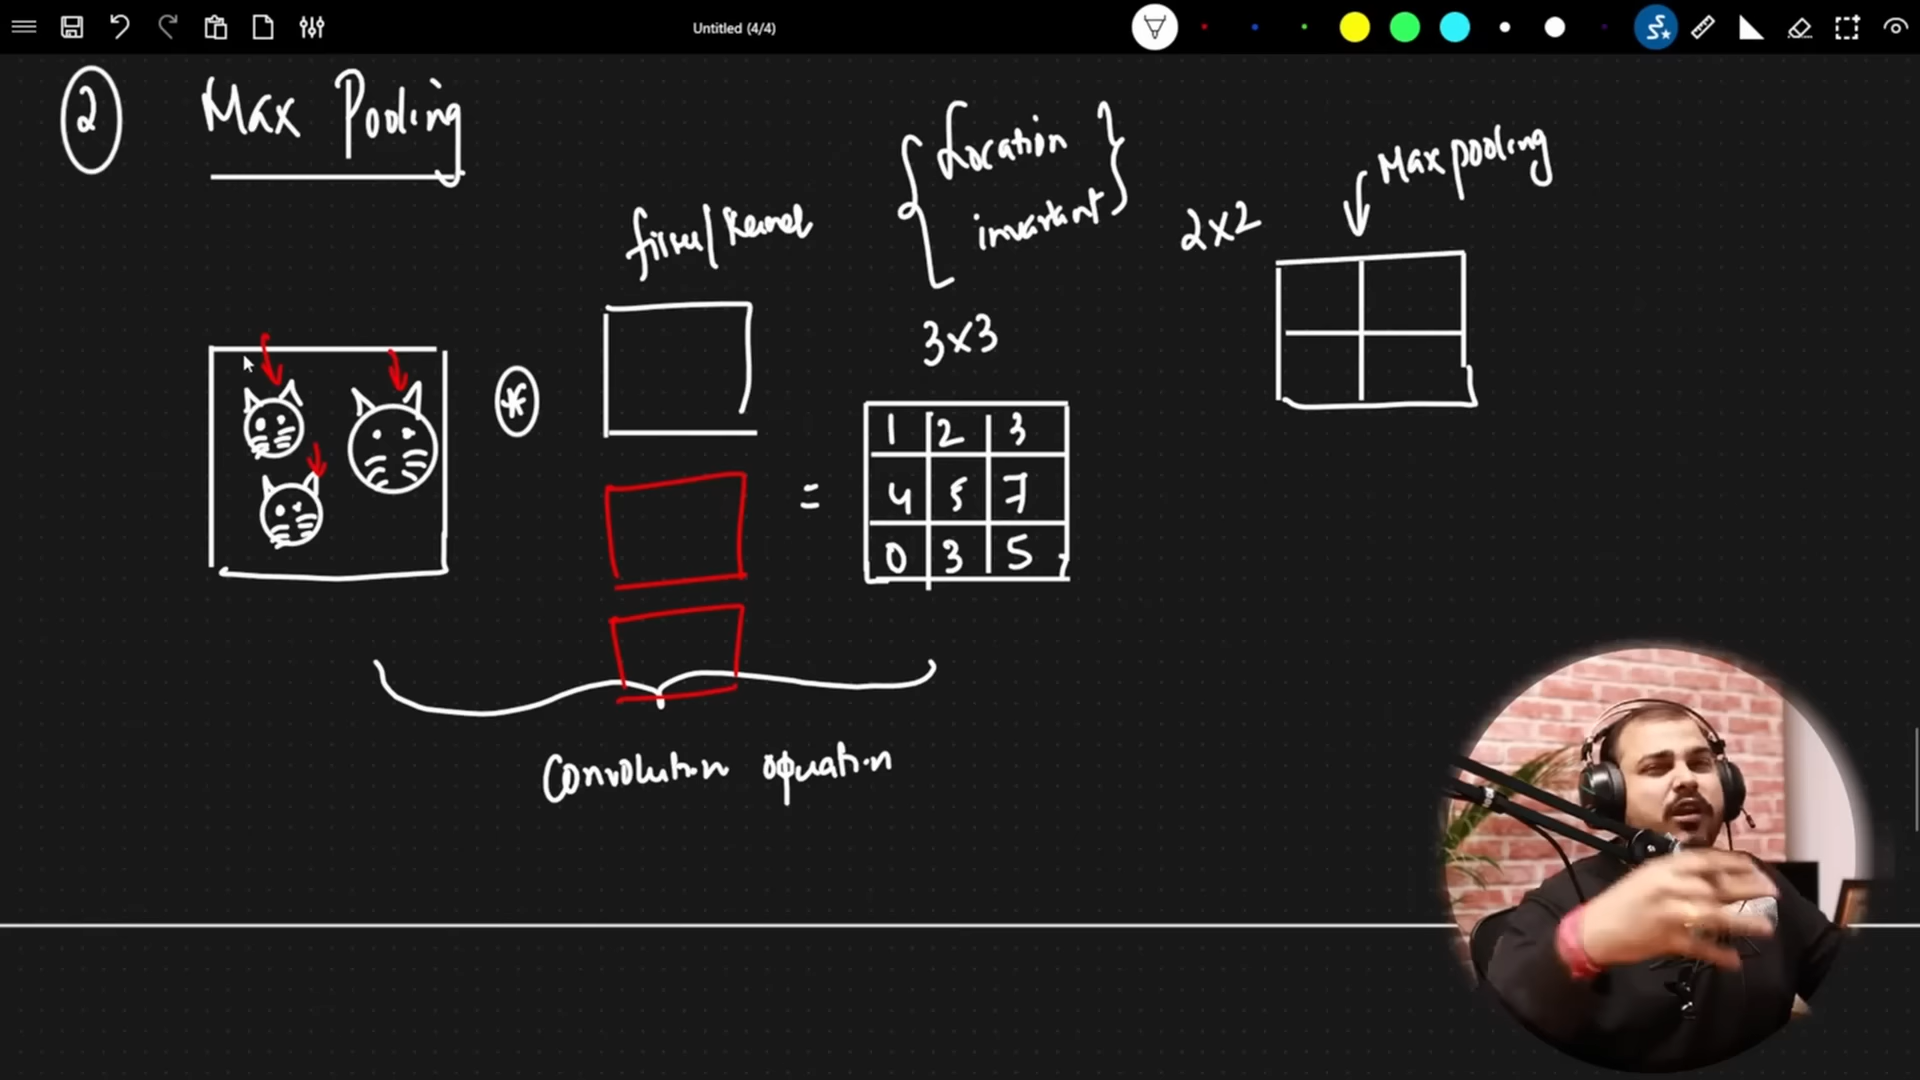 Untitled (4/4)
2 Max Pooling
{ Location
invariant }
Max pooling
2x2
filter/Kernel
3x3
*
=
1 2 3
4 5 7
0 3 5
Convolution